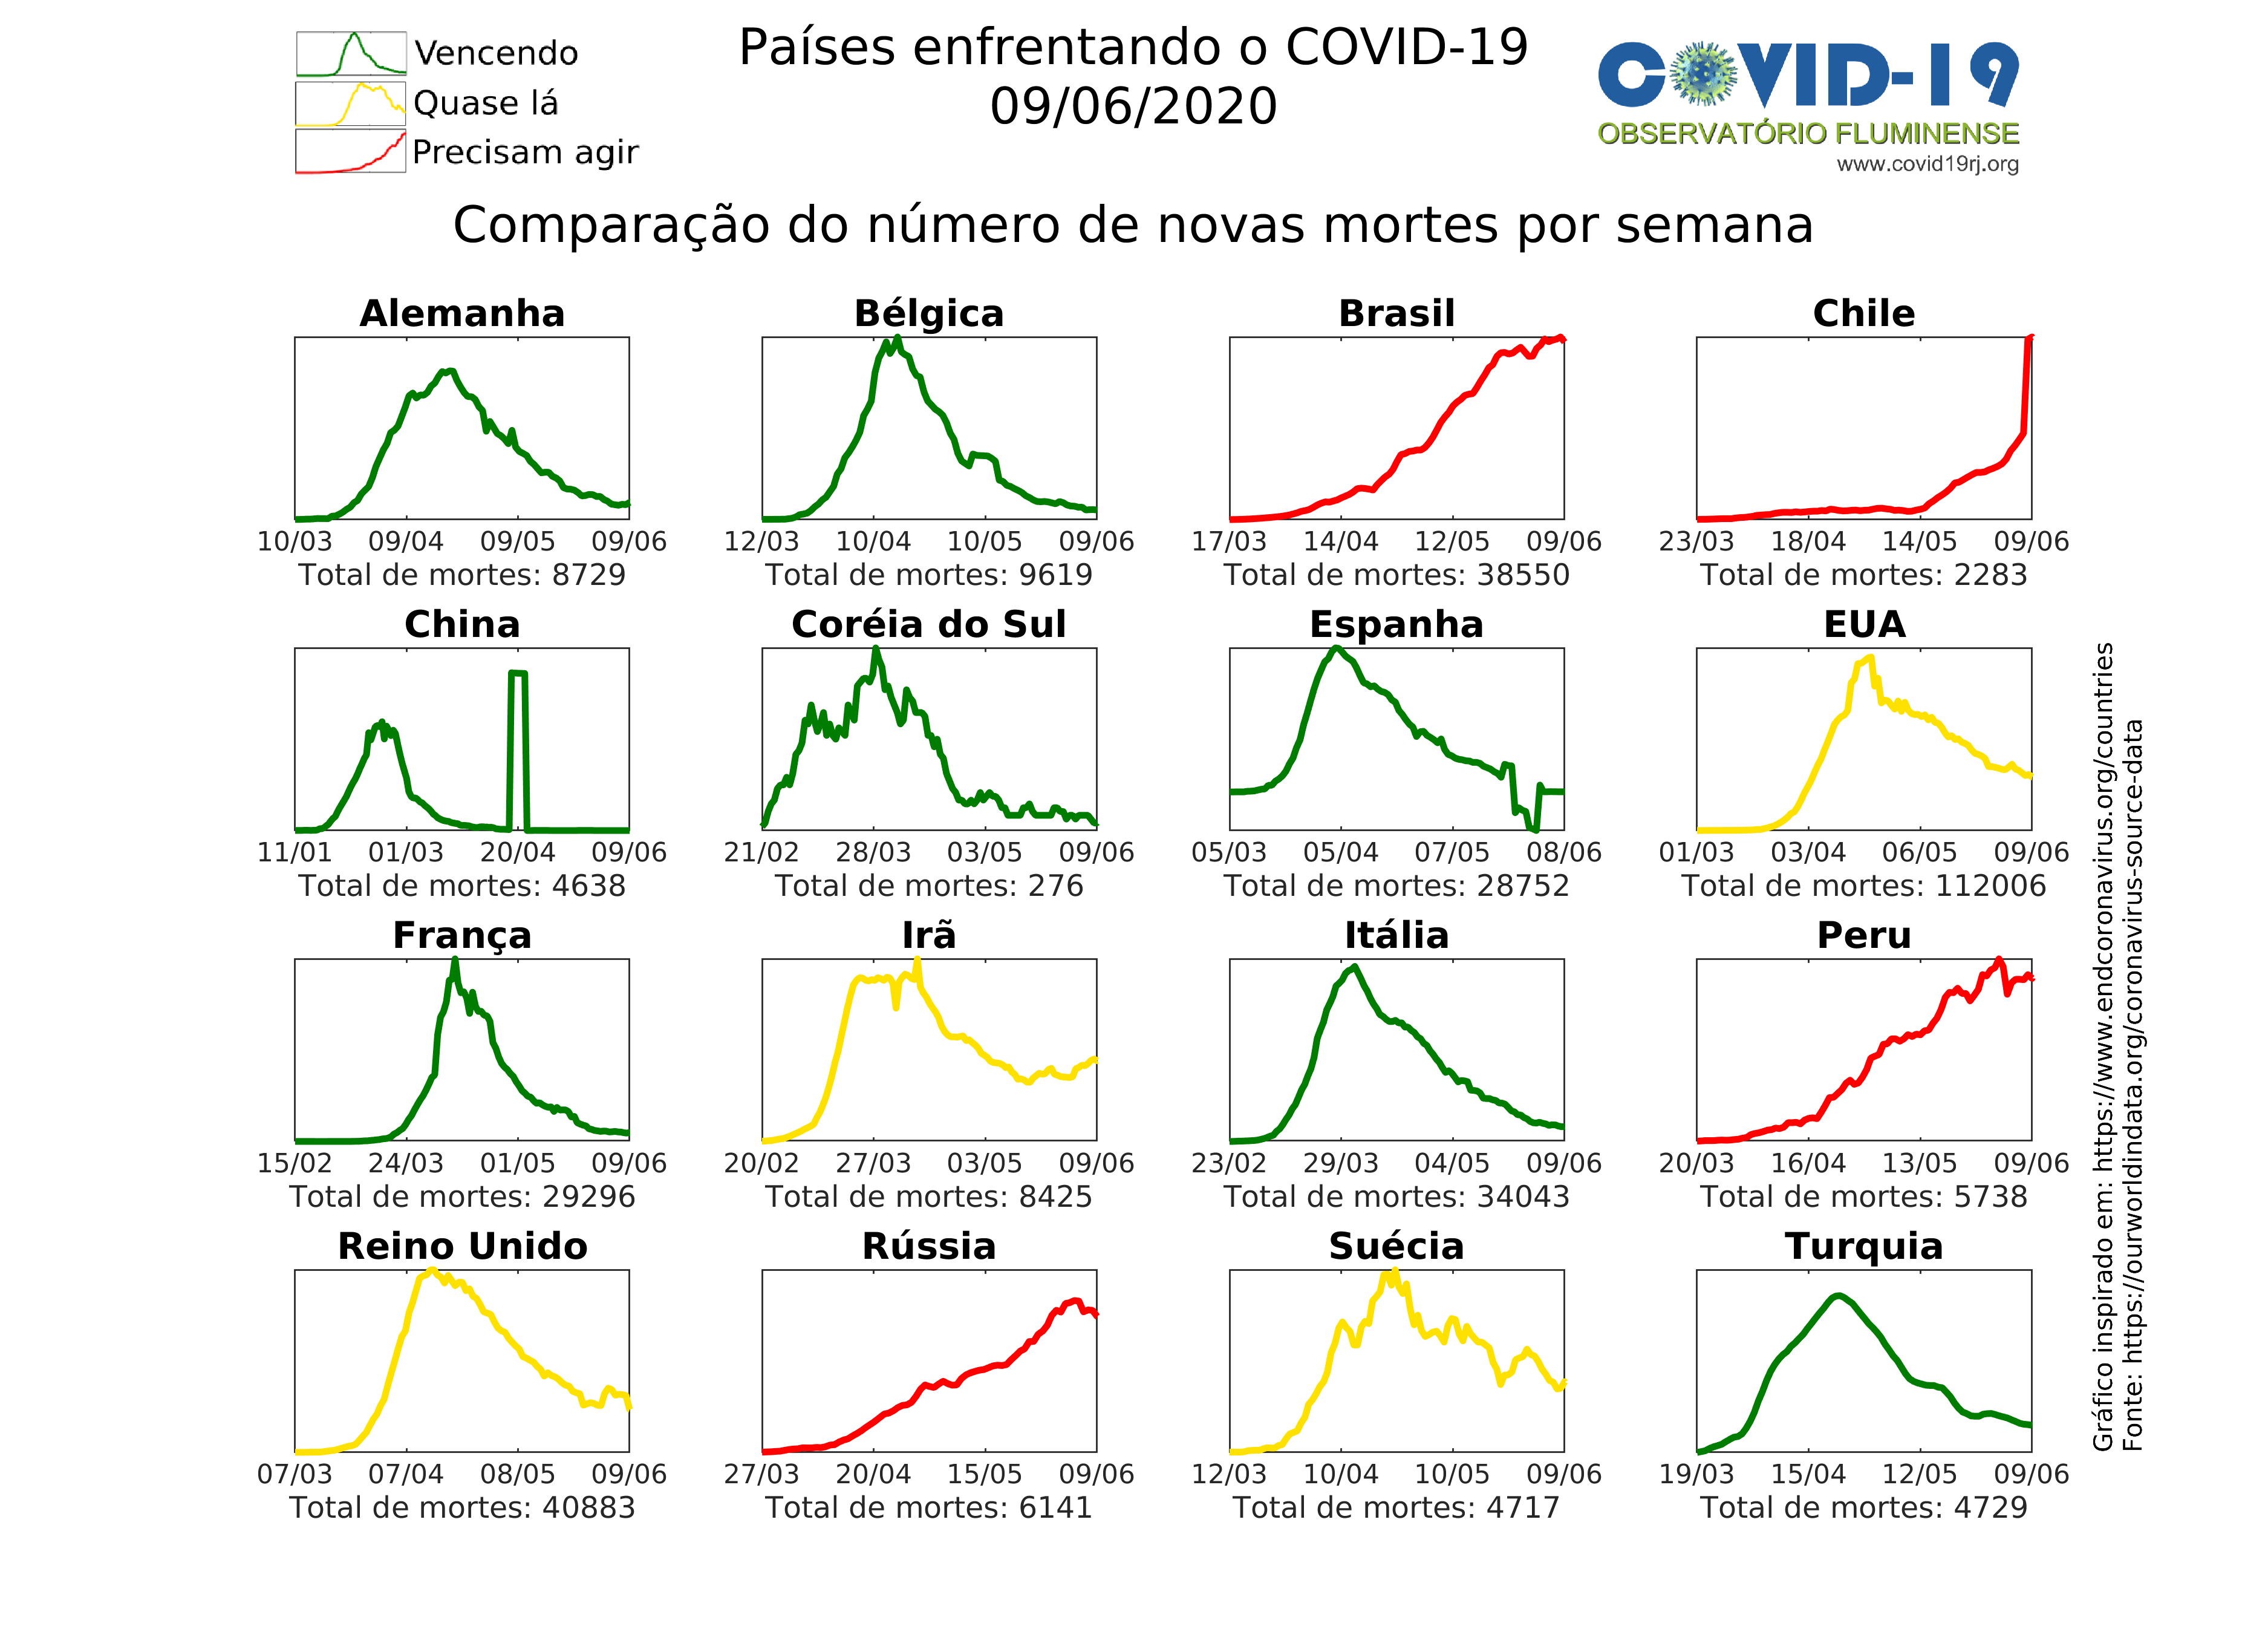 Vencendo
Quase lá
Precisam agir
Países enfrentando o COVID-19
09/06/2020
COVID-19
OBSERVATÓRIO FLUMINENSE
www.covid19rj.org
Comparação do número de novas mortes por semana
Alemanha
10/03 09/04 09/05 09/06
Total de mortes: 8729
Bélgica
12/03 10/04 10/05 09/06
Total de mortes: 9619
Brasil
17/03 14/04 12/05 09/06
Total de mortes: 38550
Chile
23/03 18/04 14/05 09/06
Total de mortes: 2283
China
11/01 01/03 20/04 09/06
Total de mortes: 4638
Coréia do Sul
21/02 28/03 03/05 09/06
Total de mortes: 276
Espanha
05/03 05/04 07/05 08/06
Total de mortes: 28752
EUA
01/03 03/04 06/05 09/06
Total de mortes: 112006
França
15/02 24/03 01/05 09/06
Total de mortes: 29296
Irã
20/02 27/03 03/05 09/06
Total de mortes: 8425
Itália
23/02 29/03 04/05 09/06
Total de mortes: 34043
Peru
20/03 16/04 13/05 09/06
Total de mortes: 5738
Reino Unido
07/03 07/04 08/05 09/06
Total de mortes: 40883
Rússia
27/03 20/04 15/05 09/06
Total de mortes: 6141
Suécia
12/03 10/04 10/05 09/06
Total de mortes: 4717
Turquia
19/03 15/04 12/05 09/06
Total de mortes: 4729
Gráfico inspirado em: https://www.endcoronavirus.org/countries
Fonte: https://ourworldindata.org/coronavirus-source-data